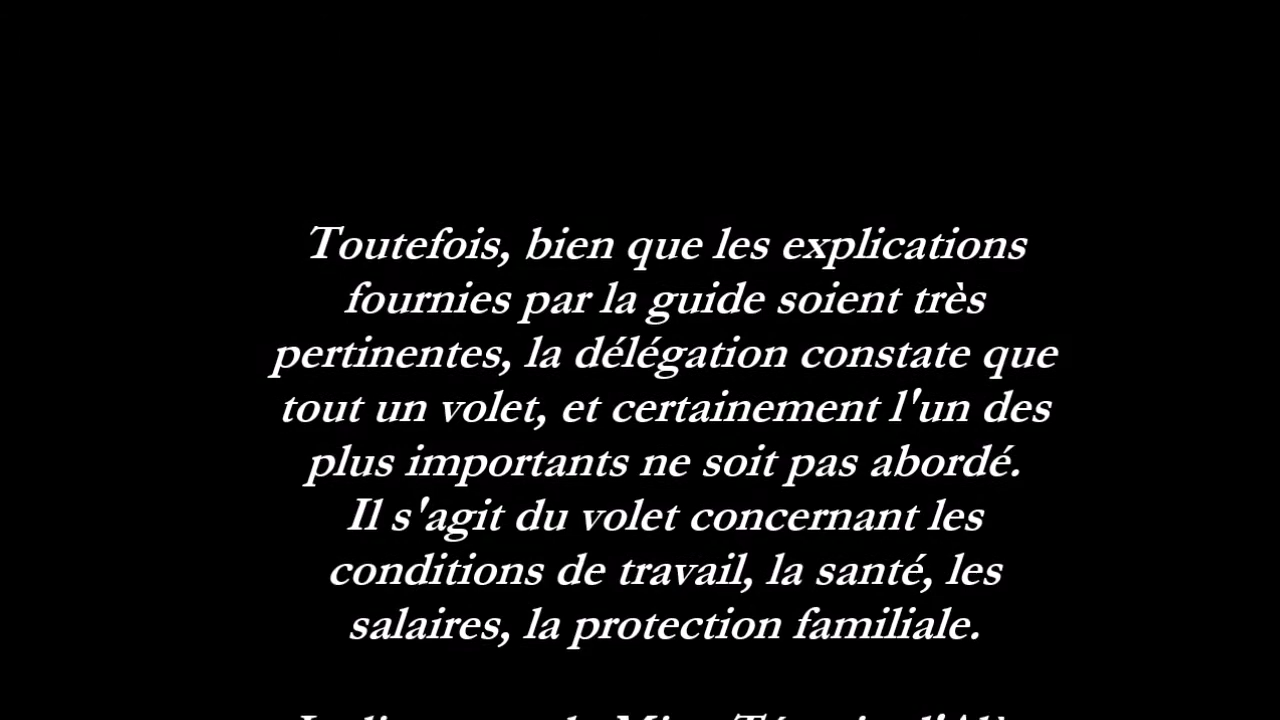 Toutefois, bien que les explications
fournies par la guide soient très
pertinentes, la délégation constate que
tout un volet, et certainement l'un des
plus importants ne soit pas abordé.
Il s'agit du volet concernant les
conditions de travail, la santé, les
salaires, la protection familiale.